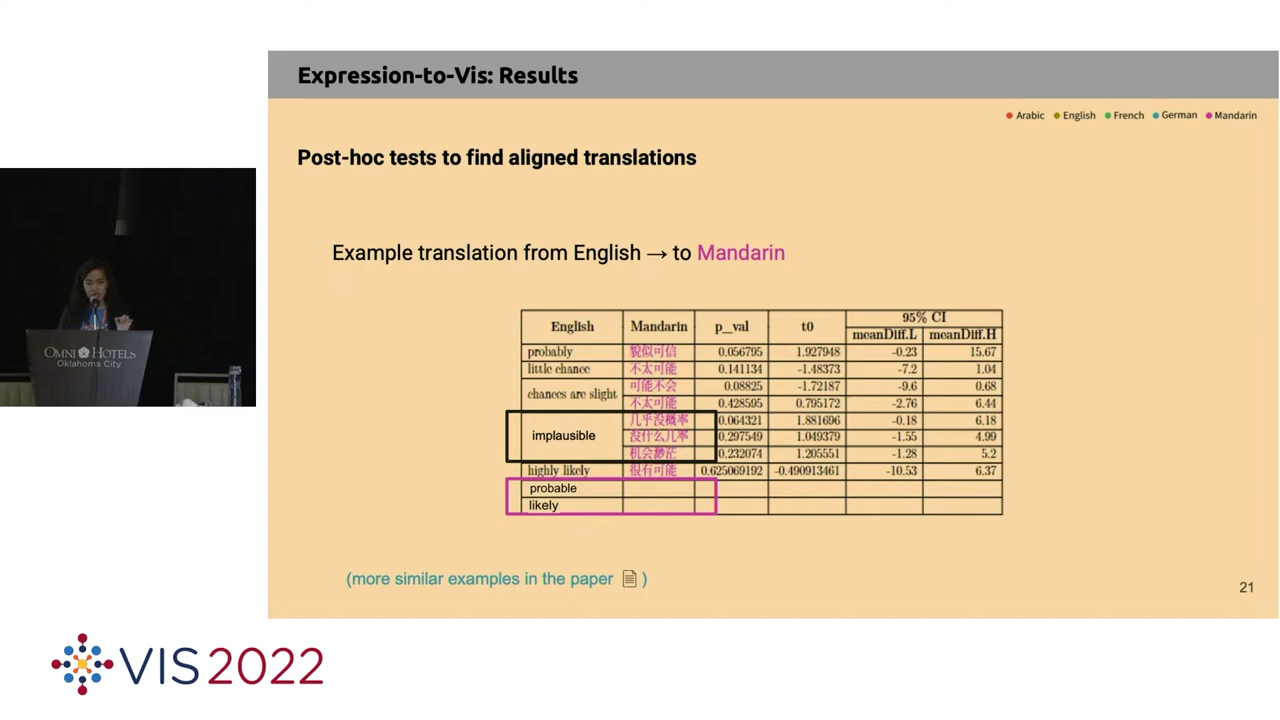 Expression-to-Vis: Results
Arabic English French German Mandarin
Post-hoc tests to find aligned translations
Example translation from English → to Mandarin
English Mandarin p_val t0 95% CI
meanDiff.L meanDiff.H
probably 貌似可信 0.056795 1.927948 -0.23 15.67
little chance 不太可能 0.141134 -1.48373 -7.2 1.04
chances are slight 可能不会 0.08825 -1.72187 -9.6 0.68
不太可能 0.428595 0.795172 -2.76 6.44
implausible 几乎没概率 0.064321 1.881696 -0.18 6.18
没什么几率 0.297549 1.049379 -1.55 4.99
机会渺茫 0.232074 1.205551 -1.28 5.2
highly likely 很有可能 0.625069192 -0.490913461 -10.53 6.37
probable
likely
(more similar examples in the paper )
21
OMNI HOTELS
Oklahoma City
VIS2022